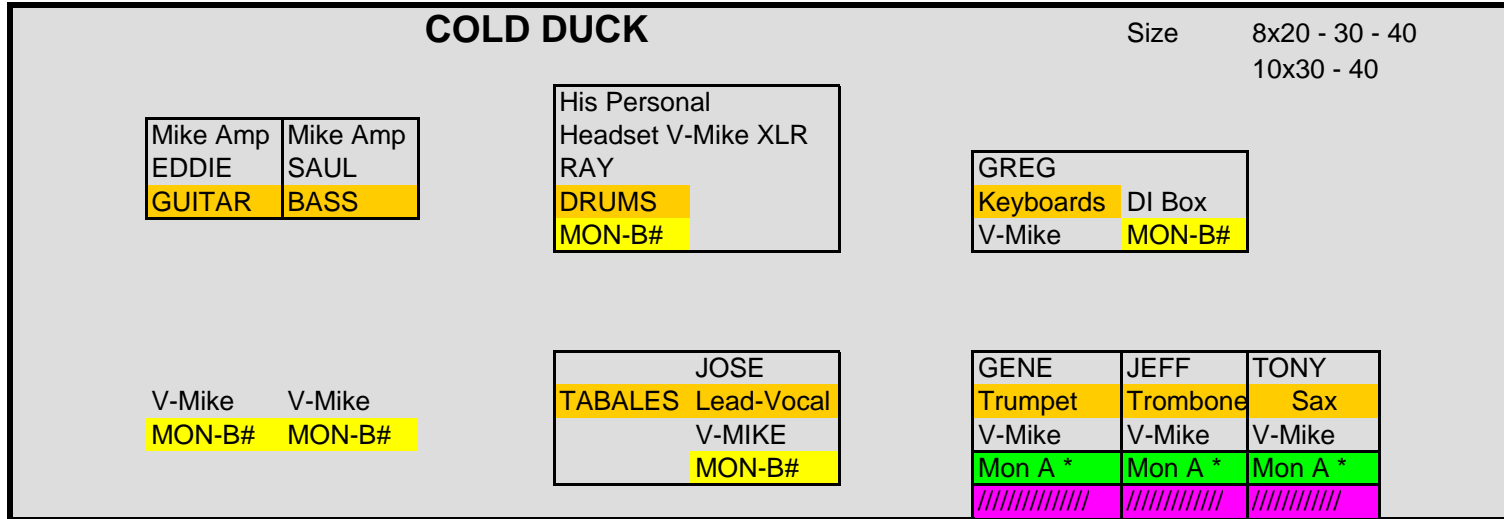 COLD DUCK
Size 8x20 - 30 - 40
10x30 - 40
Mike Amp Mike Amp
EDDIE SAUL
GUITAR BASS
His Personal
Headset V-Mike XLR
RAY
DRUMS
MON-B#
GREG
Keyboards DI Box
V-Mike MON-B#
V-Mike V-Mike
MON-B# MON-B#
JOSE
TABALES Lead-Vocal
V-MIKE
MON-B#
GENE JEFF TONY
Trumpet Trombone Sax
V-Mike V-Mike V-Mike
Mon A * Mon A * Mon A *
/////////////// ///////////// ////////////